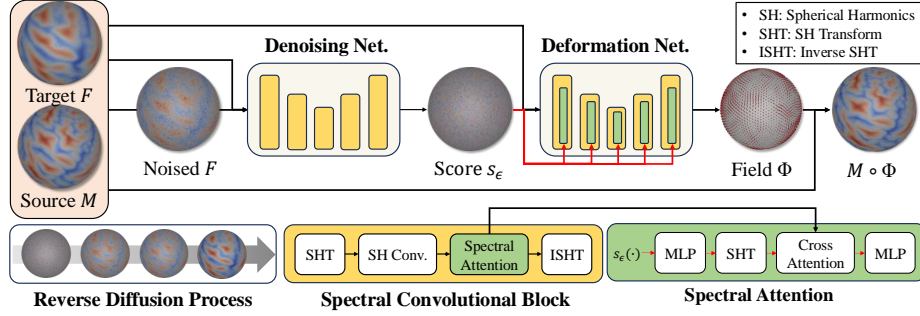 • SH: Spherical Harmonics
• SHT: SH Transform
• ISHT: Inverse SHT
Denoising Net.
Deformation Net.
Target F
Source M
Noised F
Score s_ϵ
Field Φ
M ∘ Φ
SHT
SH Conv.
Spectral
Attention
ISHT
s_ϵ(·)
MLP
SHT
Cross
Attention
MLP
Reverse Diffusion Process
Spectral Convolutional Block
Spectral Attention